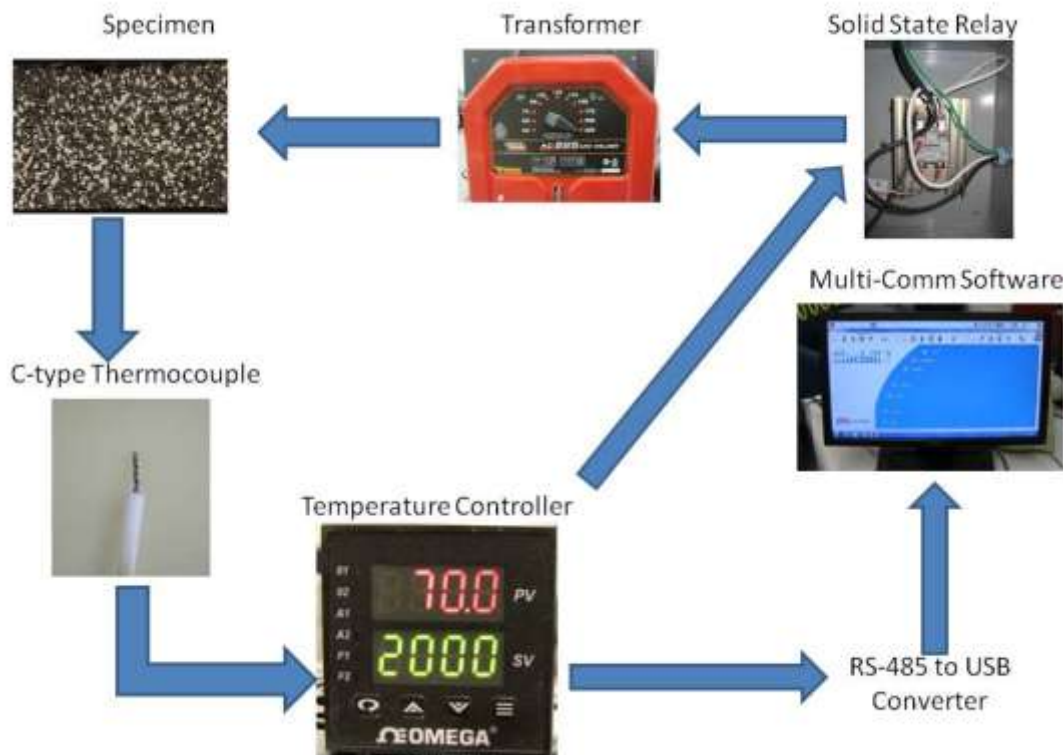 Specimen
Transformer
Solid State Relay
Multi-Comm Software
C-type Thermocouple
Temperature Controller
70.0 PV
2000 SV
OMEGA®
RS-485 to USB
Converter